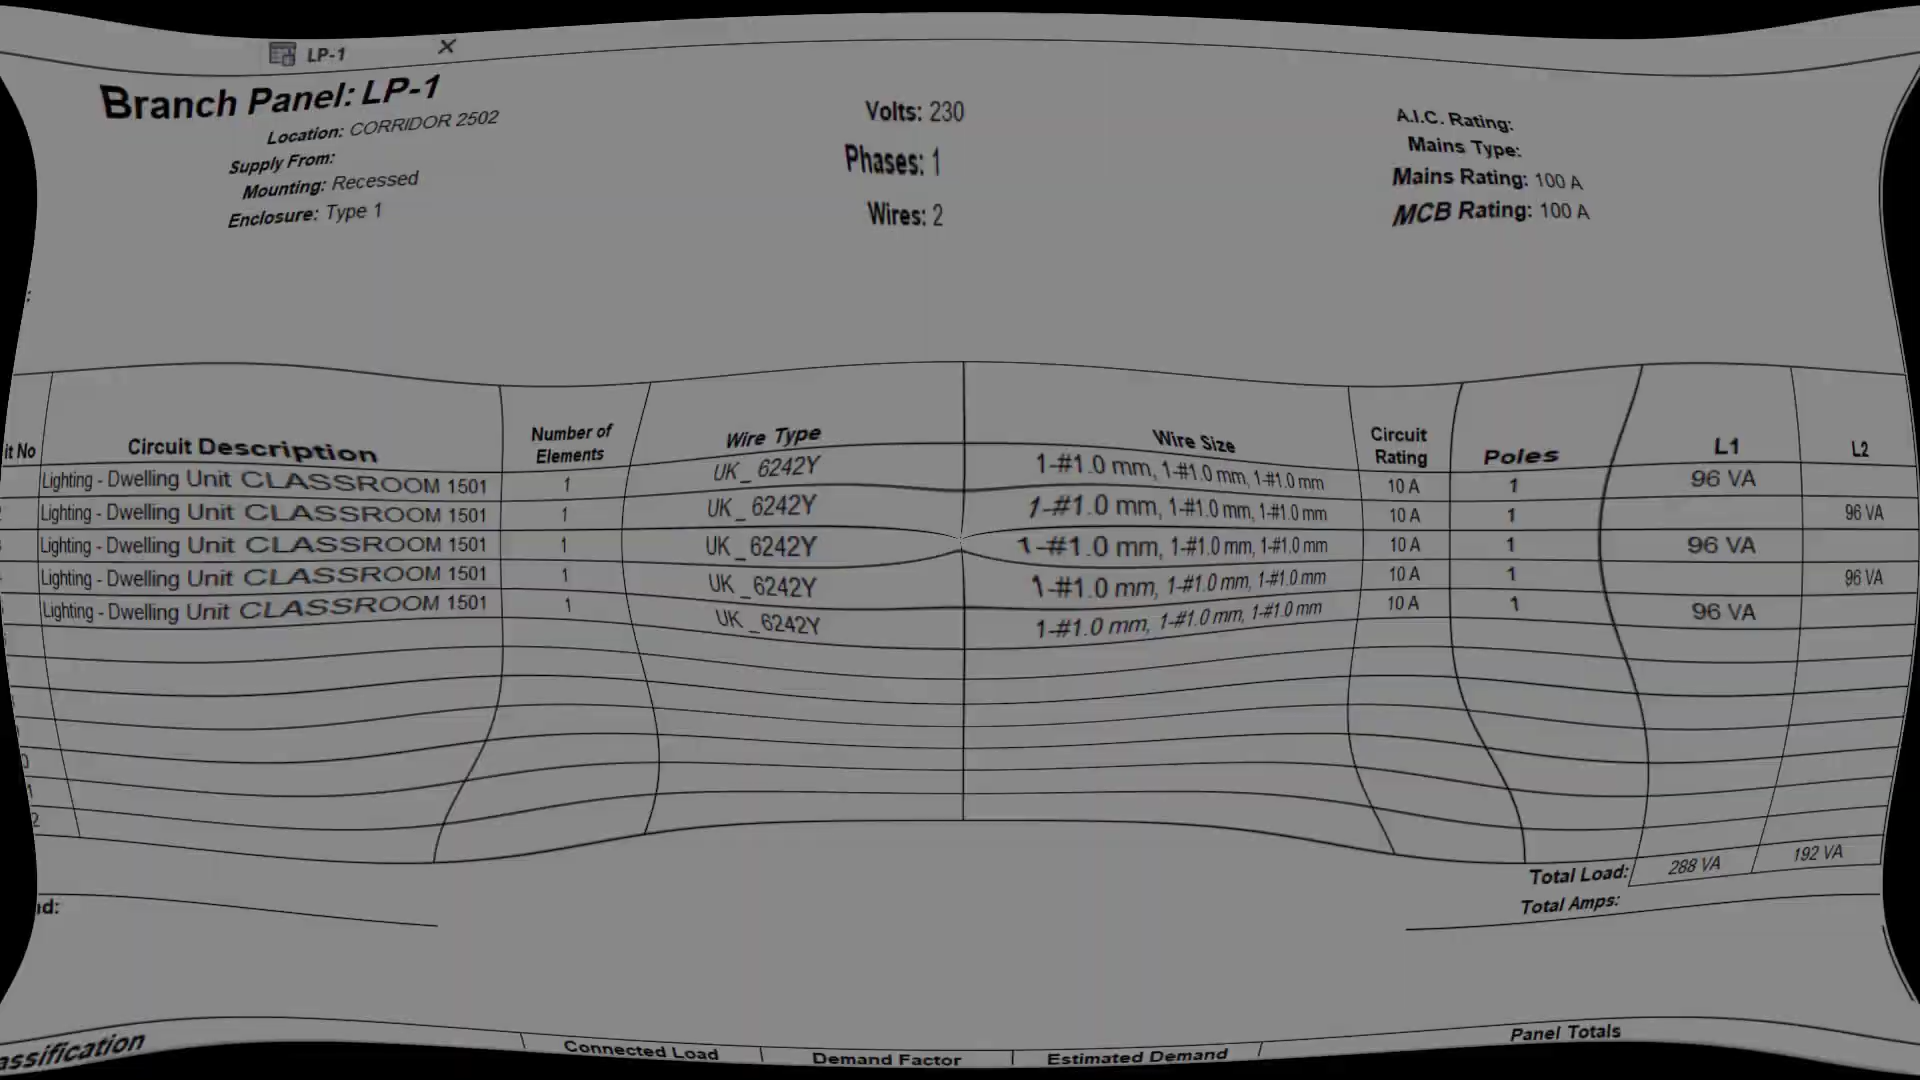 LP-1
Branch Panel: LP-1
Location: CORRIDOR 2502
Supply From:
Mounting: Recessed
Enclosure: Type 1
Volts: 230
Phases: 1
Wires: 2
A.I.C. Rating:
Mains Type:
Mains Rating: 100 A
MCB Rating: 100 A
it No Circuit Description Number of Elements Wire Type Wire Size Circuit Rating Poles L1 L2
Lighting - Dwelling Unit CLASSROOM 1501 1 UK_6242Y 1-#1.0 mm, 1-#1.0 mm, 1-#1.0 mm 10 A 1 96 VA
Lighting - Dwelling Unit CLASSROOM 1501 1 UK_6242Y 1-#1.0 mm, 1-#1.0 mm, 1-#1.0 mm 10 A 1 96 VA
Lighting - Dwelling Unit CLASSROOM 1501 1 UK_6242Y 1-#1.0 mm, 1-#1.0 mm, 1-#1.0 mm 10 A 1 96 VA
Lighting - Dwelling Unit CLASSROOM 1501 1 UK_6242Y 1-#1.0 mm, 1-#1.0 mm, 1-#1.0 mm 10 A 1 96 VA
Lighting - Dwelling Unit CLASSROOM 1501 1 UK_6242Y 1-#1.0 mm, 1-#1.0 mm, 1-#1.0 mm 10 A 1 96 VA
Total Load: 288 VA 192 VA
Total Amps:
ad:
assification Connected Load Demand Factor Estimated Demand Panel Totals